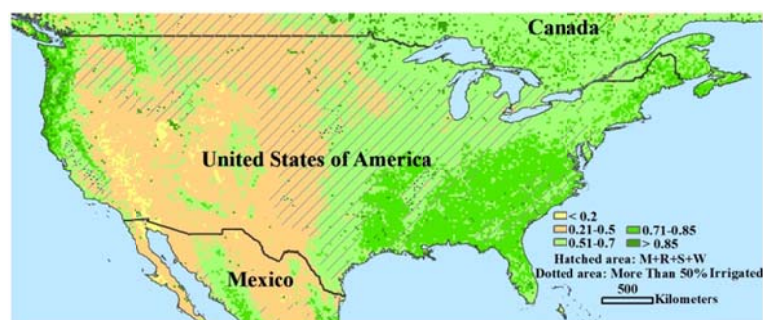 Canada
United States of America
Mexico
< 0.2
0.21-0.5 0.71-0.85
0.51-0.7 > 0.85
Hatched area: M+R+S+W
Dotted area: More Than 50% Irrigated
500
Kilometers